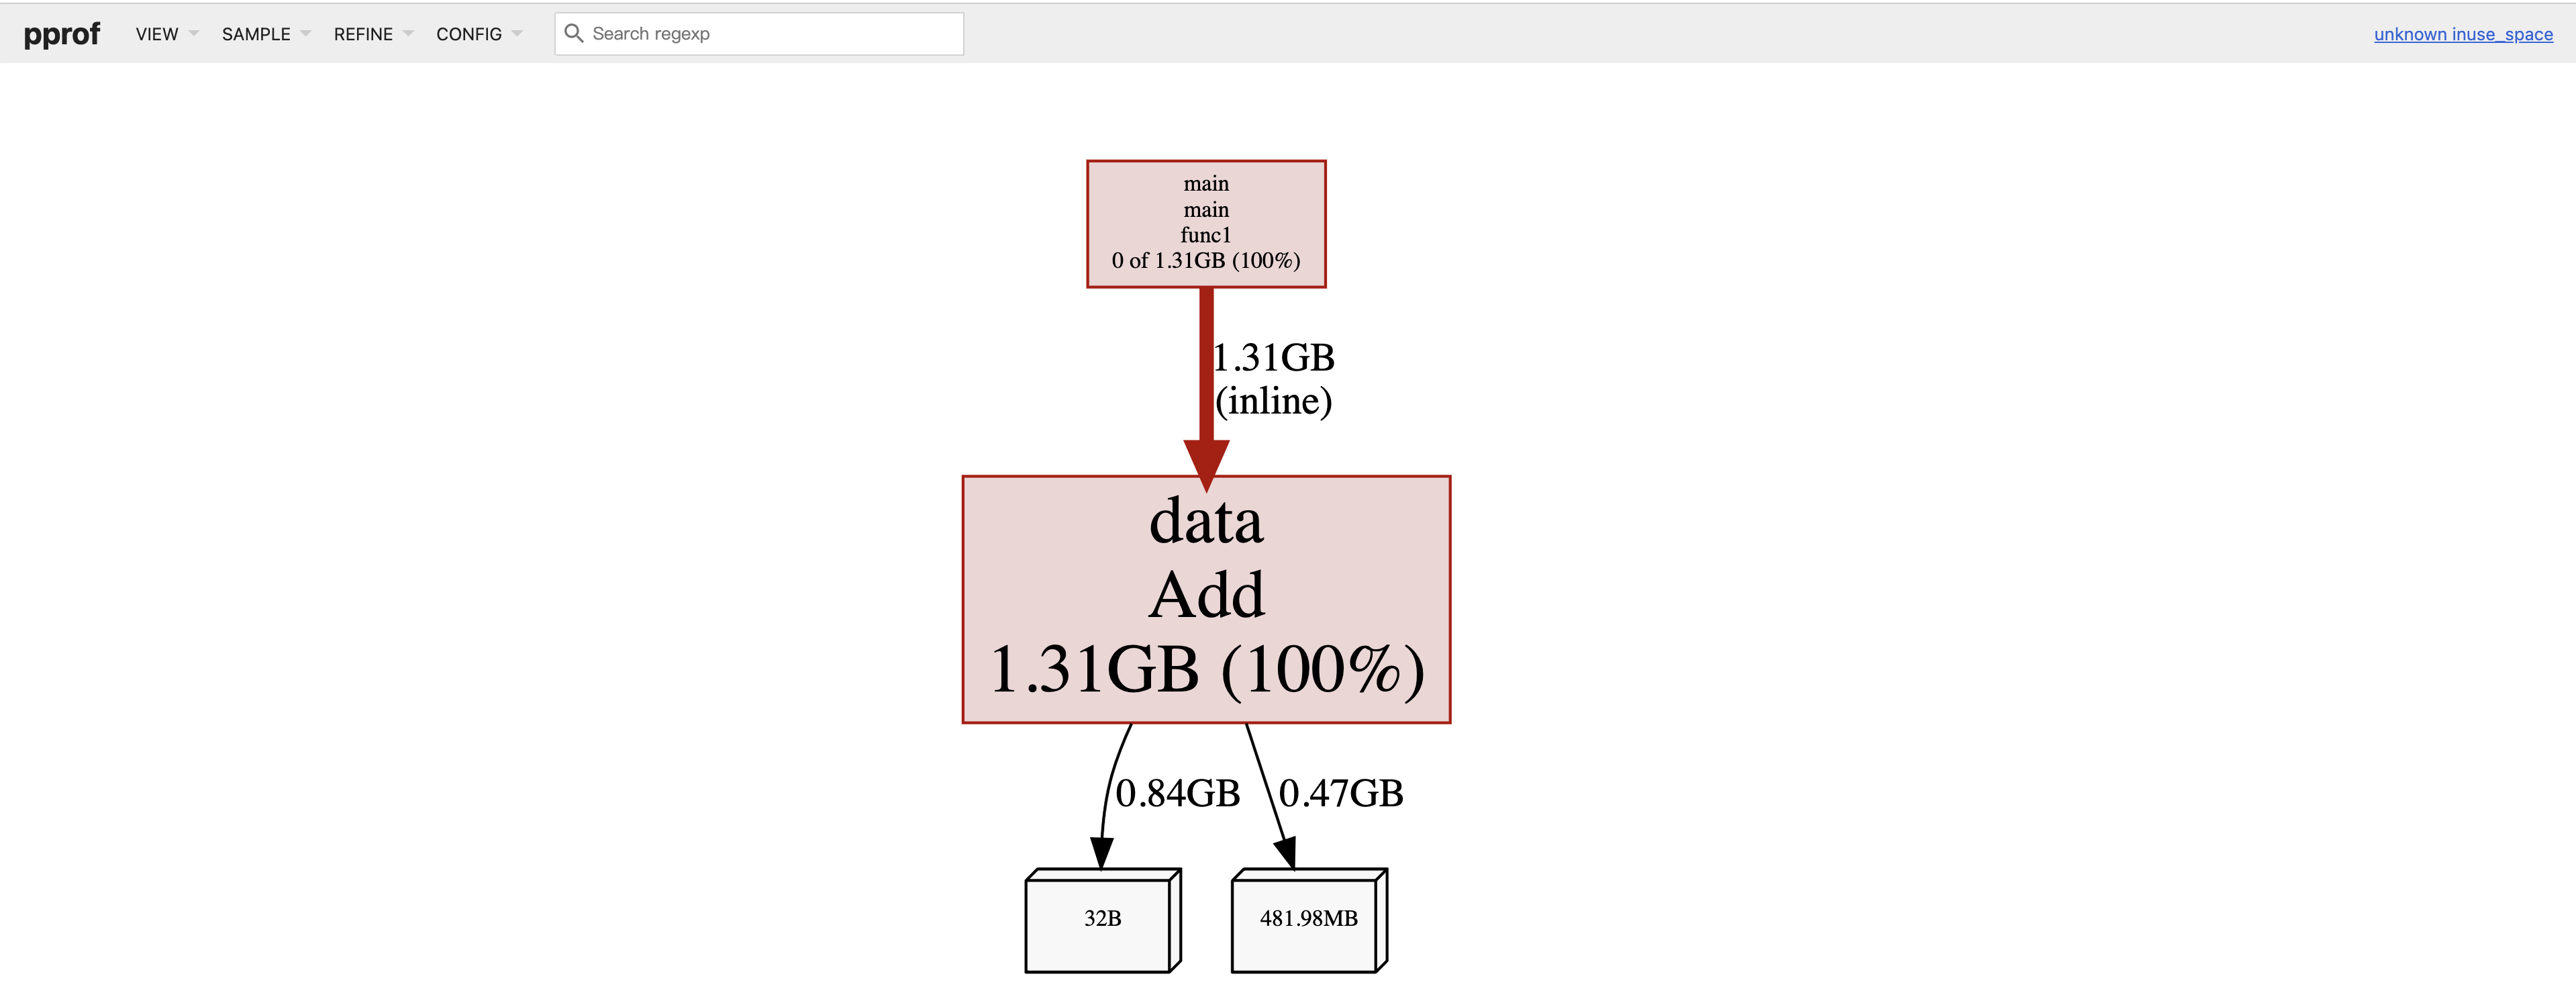 pprof VIEW SAMPLE REFINE CONFIG Search regexp unknown inuse_space
main
main
func1
0 of 1.31GB (100%)
1.31GB
(inline)
data
Add
1.31GB (100%)
0.84GB 0.47GB
32B 481.98MB